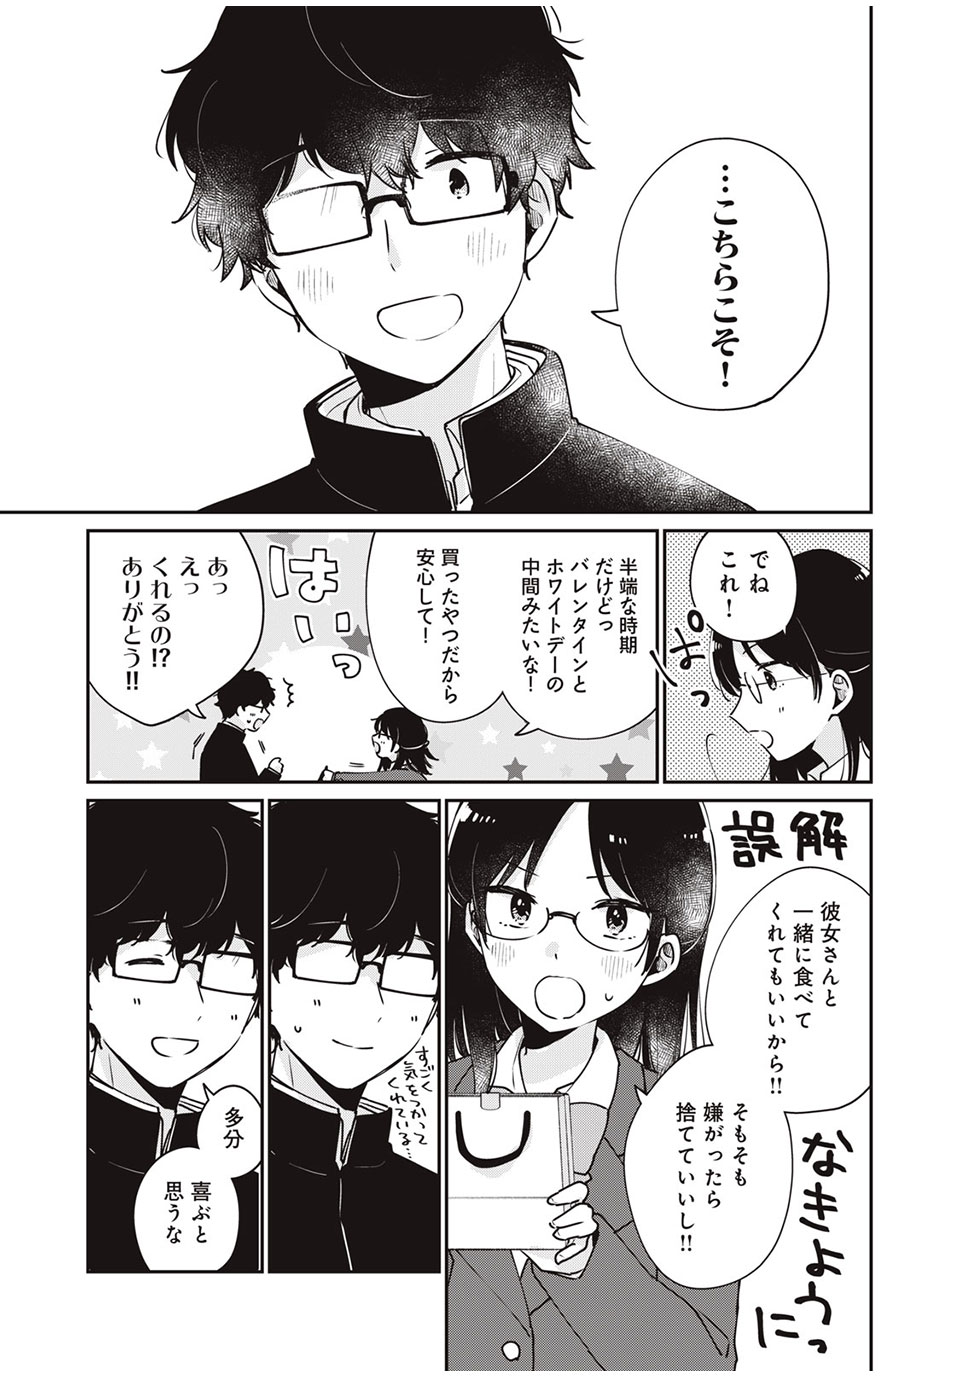 …こちらこそ!
でね
これ!
ぱっ
半端な時期
だけどっ
バレンタインと
ホワイトデーの
中間みたいな!
買ったやつだから
安心して!
はいっ
あっ
えっ
くれるの!?
ありがとう!!
誤解
なきようっ
に
彼女さんと
一緒に食べて
くれてもいいから!!
そもそも
嫌がったら
捨てていいし!!
すごく
気をつかって
くれている…
多分
喜ぶと
思うな